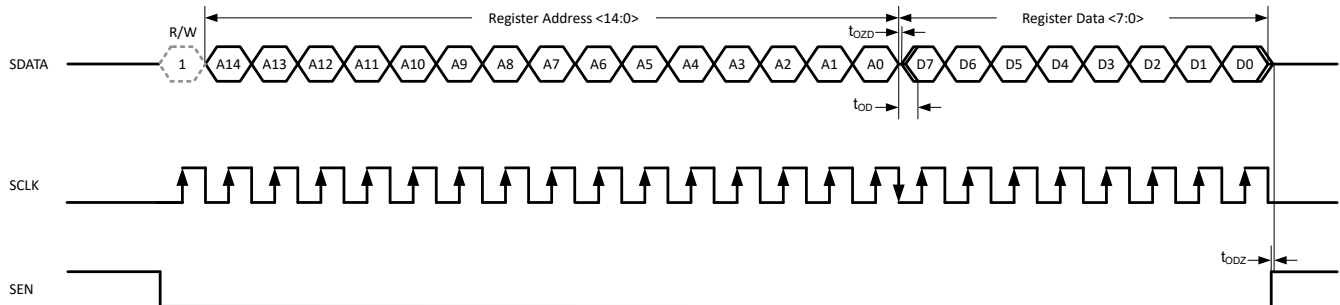 Register Address <14:0> Register Data <7:0>
R/W tOZD
SDATA 1 A14 A13 A12 A11 A10 A9 A8 A7 A6 A5 A4 A3 A2 A1 A0 D7 D6 D5 D4 D3 D2 D1 D0
tOD
SCLK
tODZ
SEN